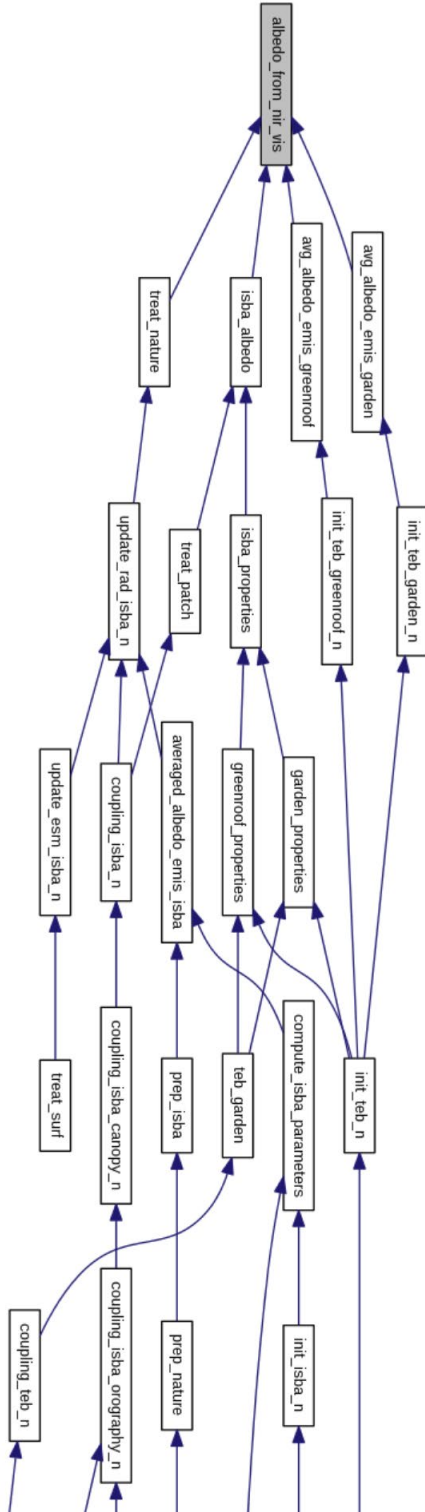 albedo_from_nir_vis
avg_albedo_emis_garden
avg_albedo_emis_greenroof
isba_albedo
treat_nature
init_teb_garden_n
init_teb_greenroof_n
isba_properties
treat_patch
update_rad_isba_n
garden_properties
greenroof_properties
averaged_albedo_emis_isba
coupling_isba_n
update_esm_isba_n
init_teb_n
compute_isba_parameters
teb_garden
prep_isba
coupling_isba_canopy_n
treat_surf
init_isba_n
prep_nature
coupling_isba_orography_n
coupling_teb_n